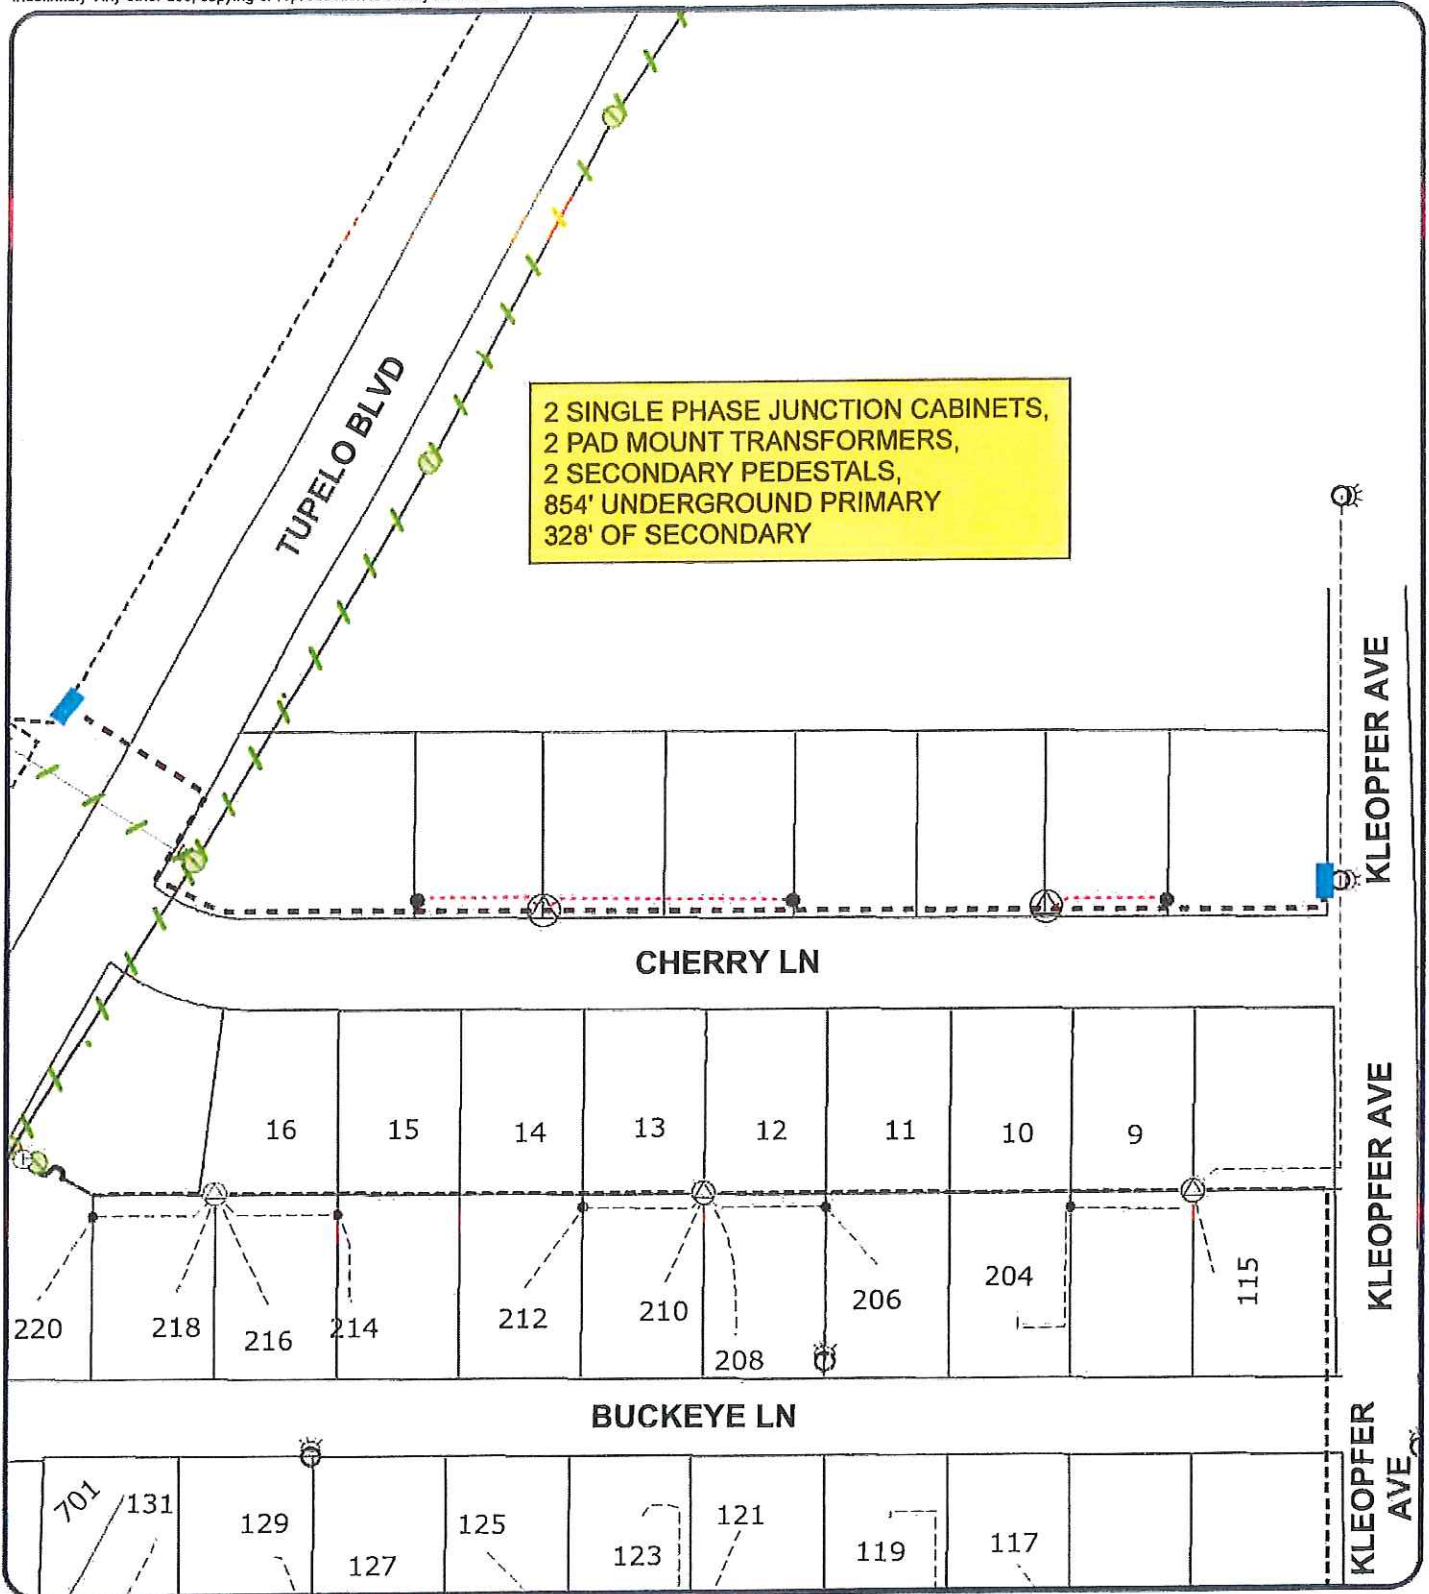 TUPELO BLVD
2 SINGLE PHASE JUNCTION CABINETS,
2 PAD MOUNT TRANSFORMERS,
2 SECONDARY PEDESTALS,
854' UNDERGROUND PRIMARY
328' OF SECONDARY
KLEOPFER AVE
CHERRY LN
16 15 14 13 12 11 10 9
KLEOPFER AVE
220 218 216 214 212 210 208 206 204 115
BUCKEYE LN
KLEOPFER
AVE
701 131 129 127 125 123 121 119 117